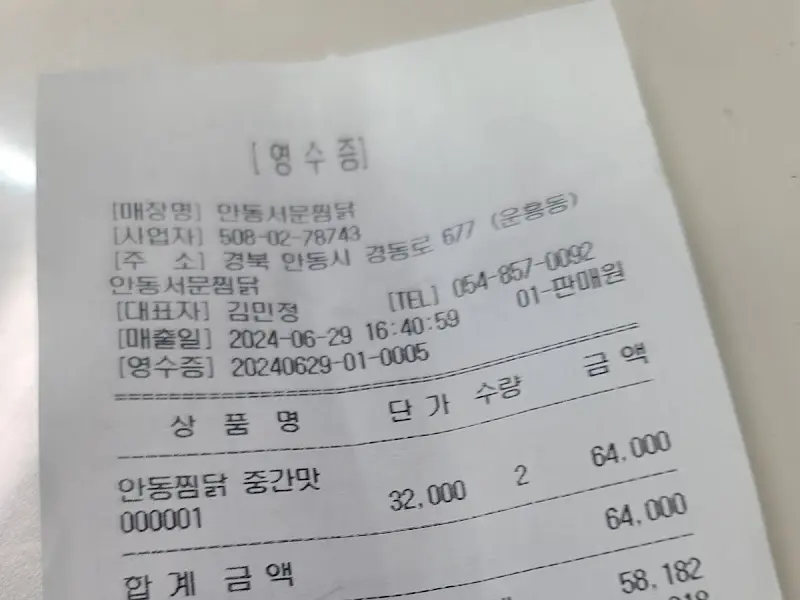 [영 수 증]
[매장명] 안동서문찜닭
[사업자] 508-02-78743
[주 소] 경북 안동시 경동로 677 (운흥동)
안동서문찜닭
[대표자] 김민정 [TEL] 054-857-0092
[매출일] 2024-06-29 16:40:59 01-판매원
[영수증] 20240629-01-0005
상 품 명 단 가 수량 금 액
안동찜닭 중간맛
000001 32,000 2 64,000
합 계 금 액 64,000
58,182